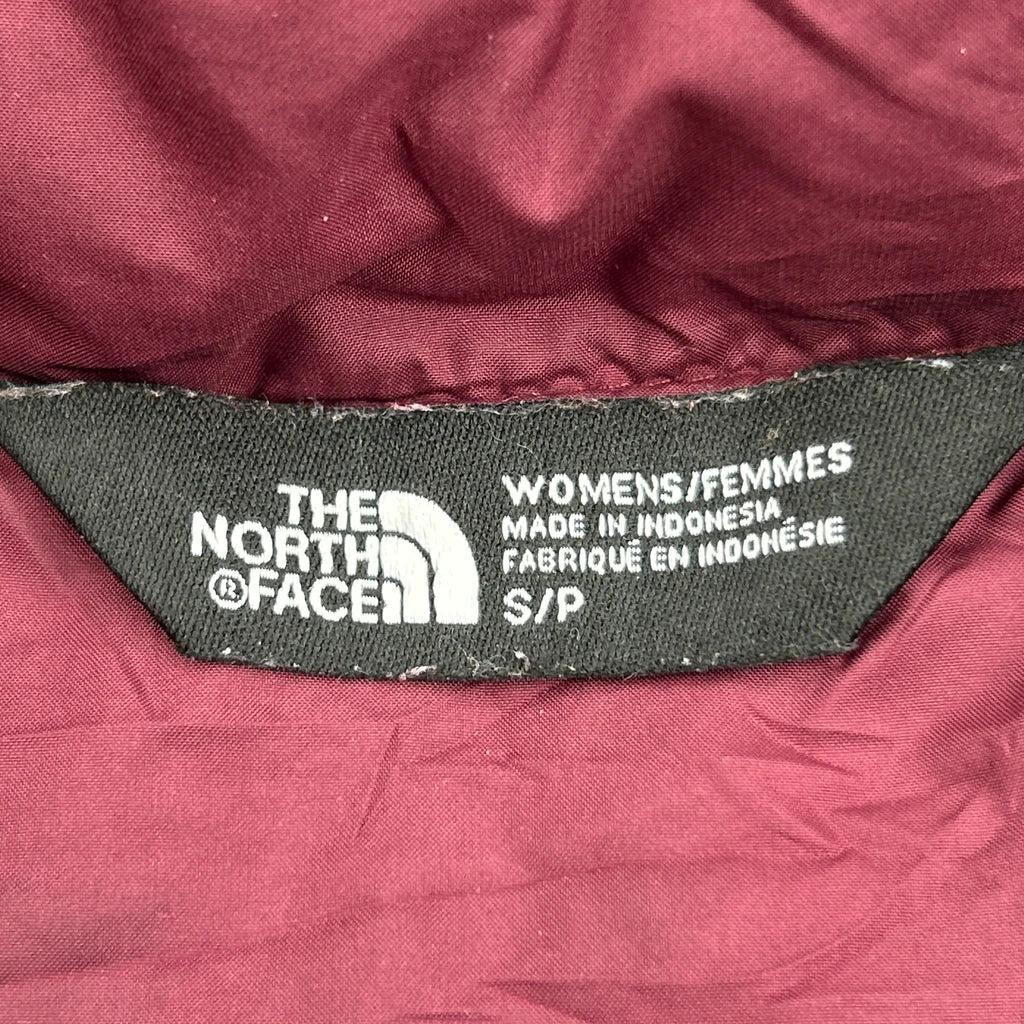 THE
NORTH
®FACE
WOMENS/FEMMES
MADE IN INDONESIA
FABRIQUÉ EN INDONÉSIE
S/P